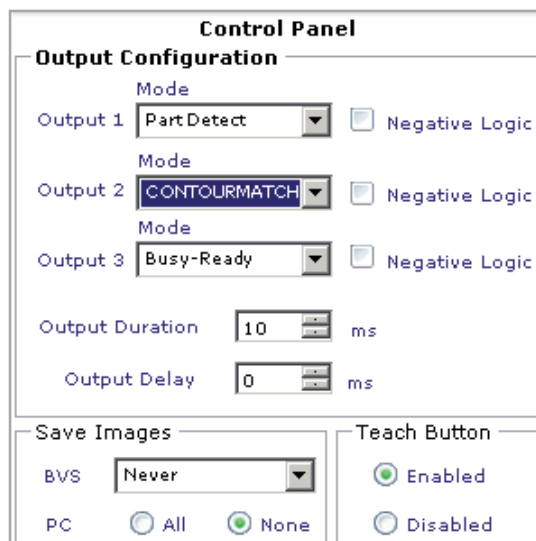 Control Panel
Output Configuration
Mode
Output 1 Part Detect Negative Logic
Mode
Output 2 CONTOURMATCH Negative Logic
Mode
Output 3 Busy-Ready Negative Logic
Output Duration 10 ms
Output Delay 0 ms
Save Images Teach Button
BVS Never Enabled
PC All None Disabled